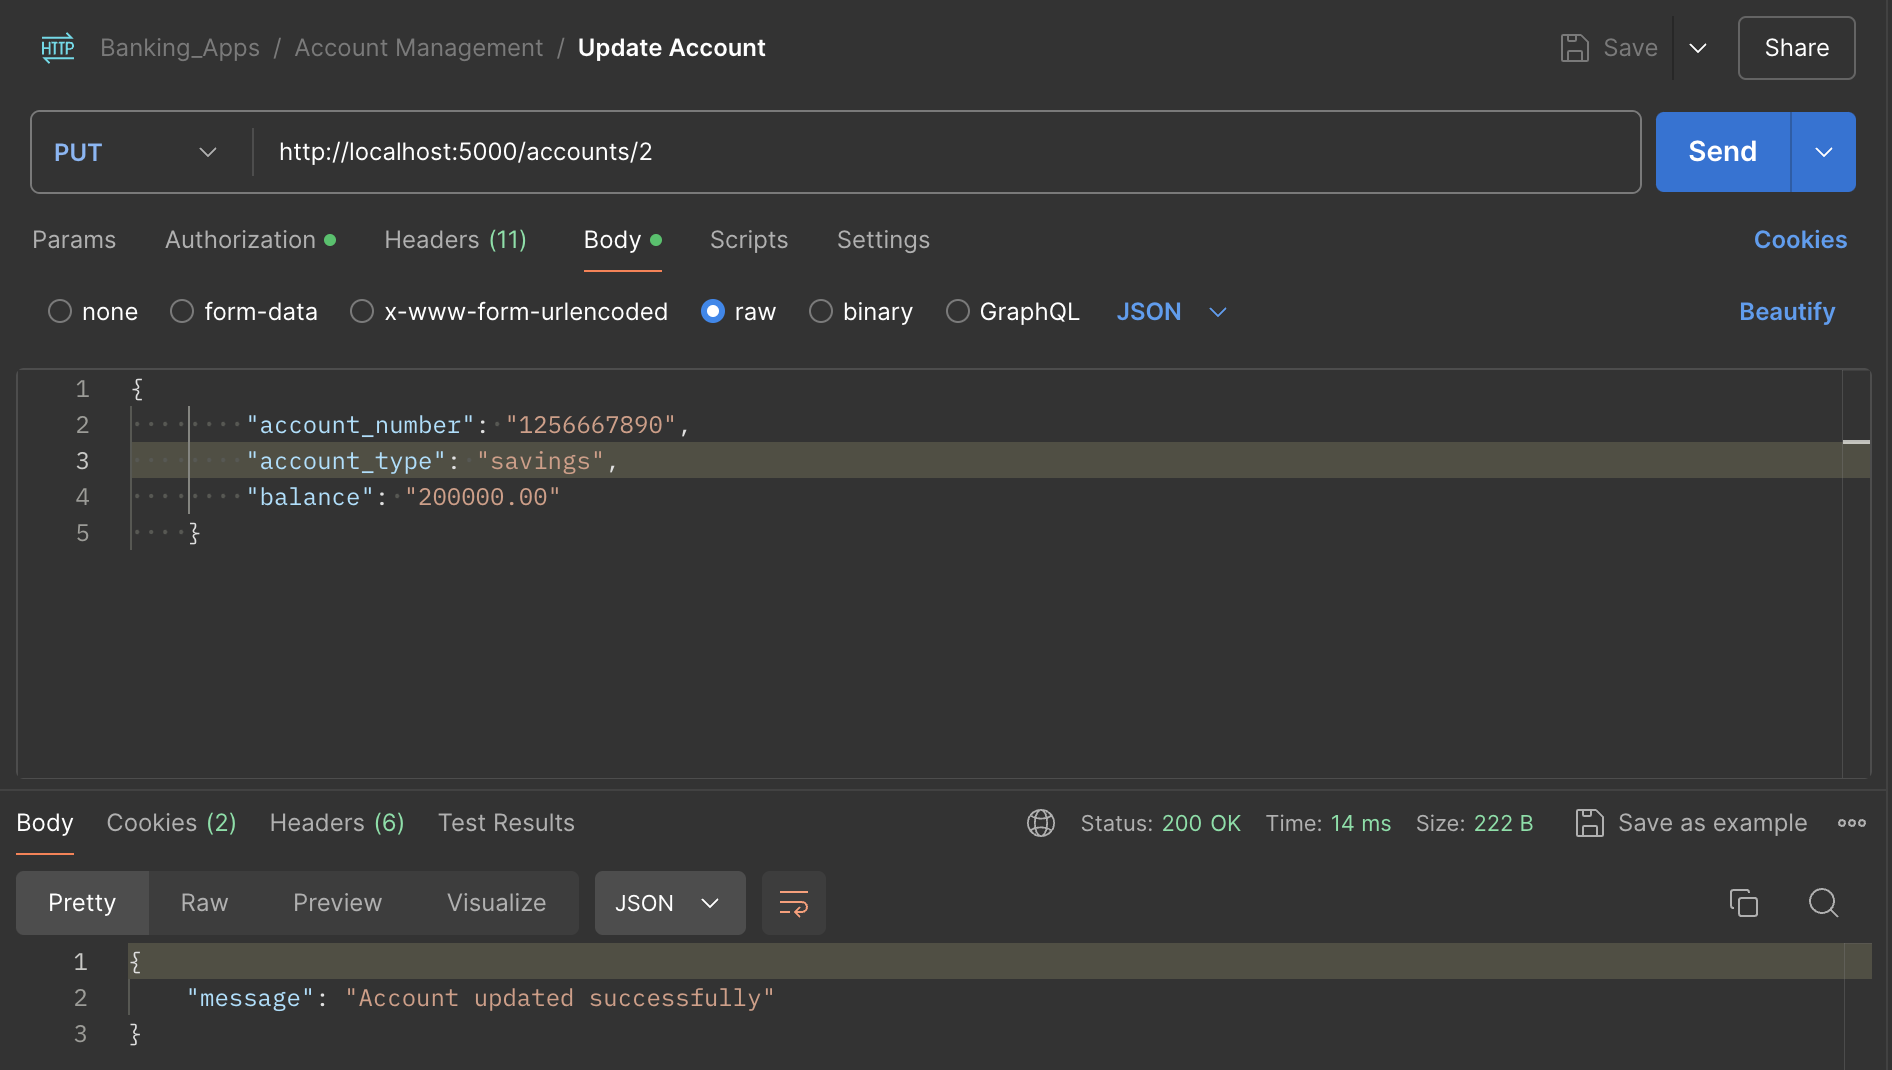 HTTP Banking_Apps / Account Management / Update Account Save Share
PUT http://localhost:5000/accounts/2 Send
Params Authorization Headers (11) Body Scripts Settings Cookies
none form-data x-www-form-urlencoded raw binary GraphQL JSON Beautify
1 {
2 "account_number": "1256667890",
3 "account_type": "savings",
4 "balance": "200000.00"
5 }
Body Cookies (2) Headers (6) Test Results Status: 200 OK Time: 14 ms Size: 222 B Save as example
Pretty Raw Preview Visualize JSON
1 {
2 "message": "Account updated successfully"
3 }